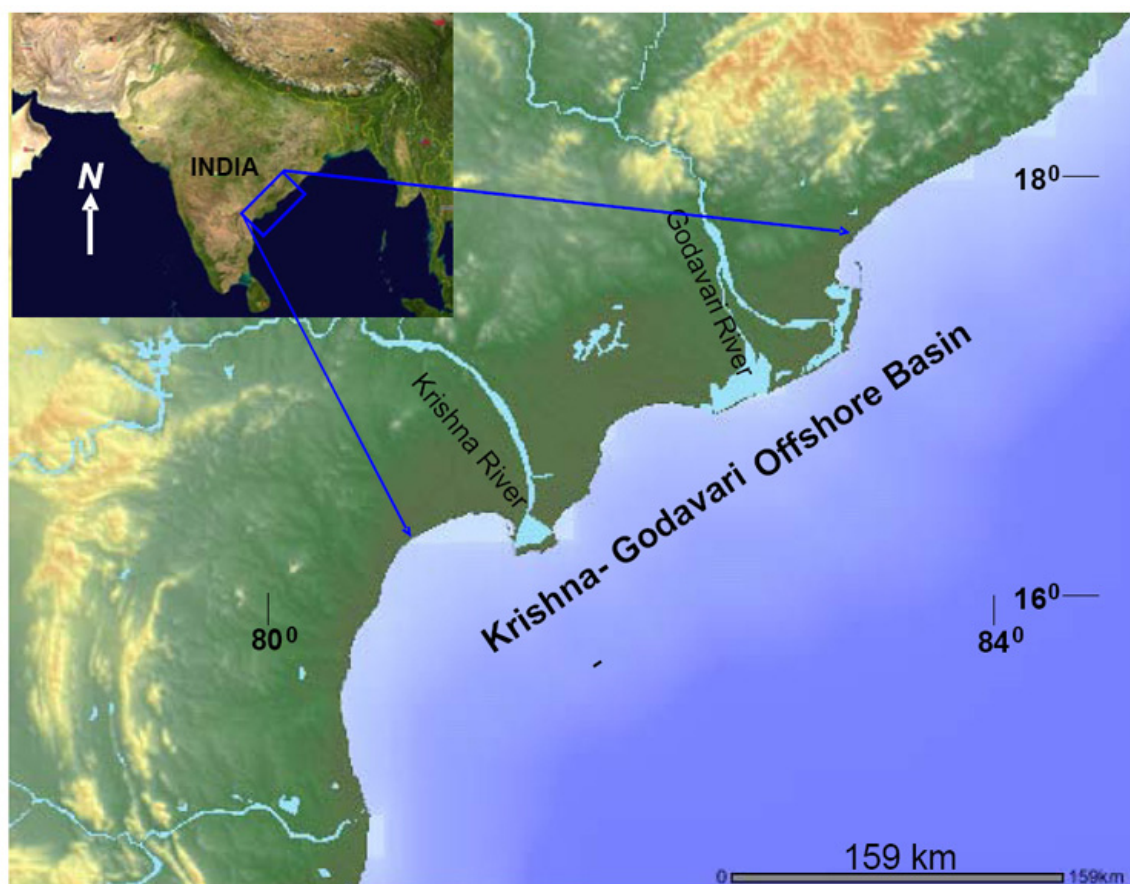 INDIA
N
18⁰
Godavari River
Krishna River
Krishna- Godavari Offshore Basin
80⁰
16⁰
84⁰
159 km
0
159km